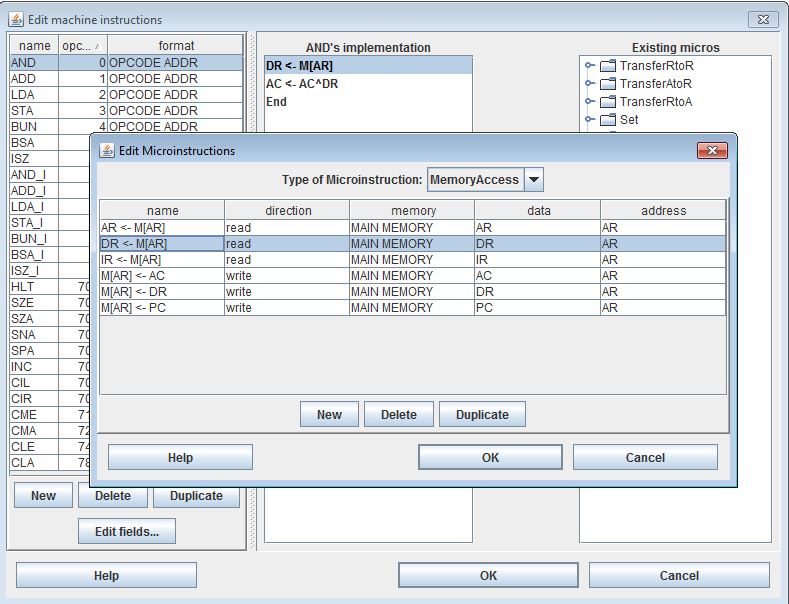 Edit machine instructions
name opc... format
AND's implementation
Existing micros
AND 0 OPCODE ADDR
DR <- M[AR]
TransferRtoR
ADD 1 OPCODE ADDR
AC <- AC^DR
TransferAtoR
LDA 2 OPCODE ADDR
End
TransferRtoA
STA 3 OPCODE ADDR
Set
BUN 4 OPCODE ADDR
BSA
ISZ
AND_I
ADD_I
LDA_I
STA_I
BUN_I
BSA_I
ISZ_I
HLT 70
SZE 70
SZA 70
SNA 70
SPA 70
INC 70
CIL 70
CIR 70
CME 71
CMA 72
CLE 74
CLA 78
Edit Microinstructions
Type of Microinstruction: MemoryAccess
name direction memory data address
AR <- M[AR] read MAIN MEMORY AR AR
DR <- M[AR] read MAIN MEMORY DR AR
IR <- M[AR] read MAIN MEMORY IR AR
M[AR] <- AC write MAIN MEMORY AC AR
M[AR] <- DR write MAIN MEMORY DR AR
M[AR] <- PC write MAIN MEMORY PC AR
New Delete Duplicate
Help OK Cancel
New Delete Duplicate
Edit fields...
Help OK Cancel